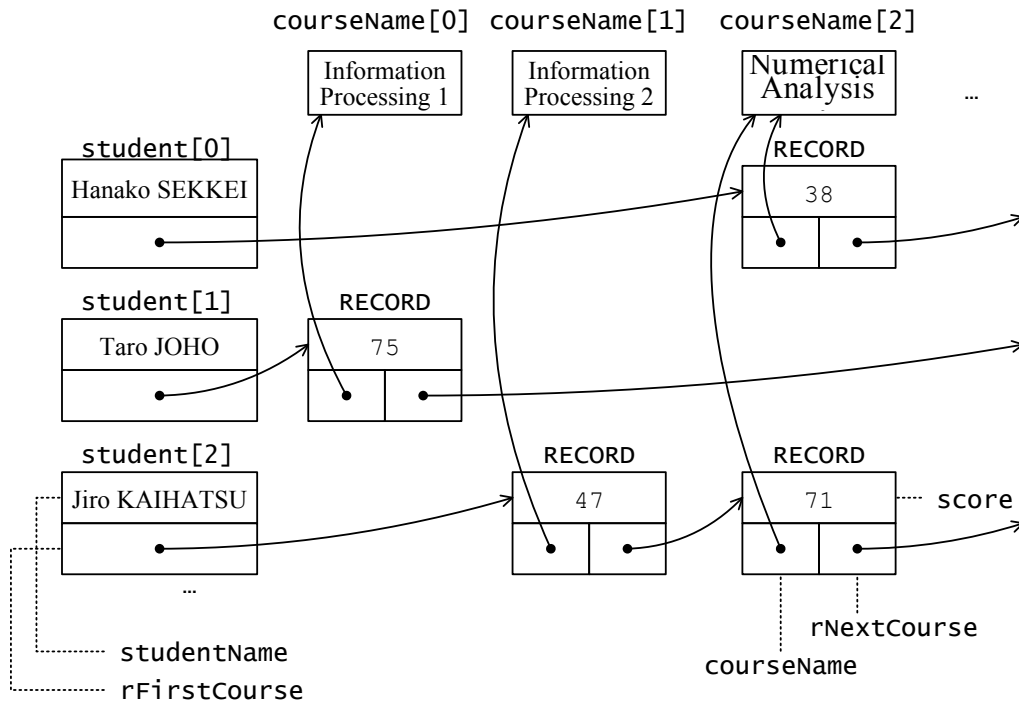 courseName[0] courseName[1] courseName[2]
Information
Processing 1
Information
Processing 2
Numerical
Analysis
…
student[0]
Hanako SEKKEI
RECORD
38
student[1]
Taro JOHO
RECORD
75
student[2]
Jiro KAIHATSU
RECORD
47
RECORD
71
score
…
rNextCourse
studentName
courseName
rFirstCourse